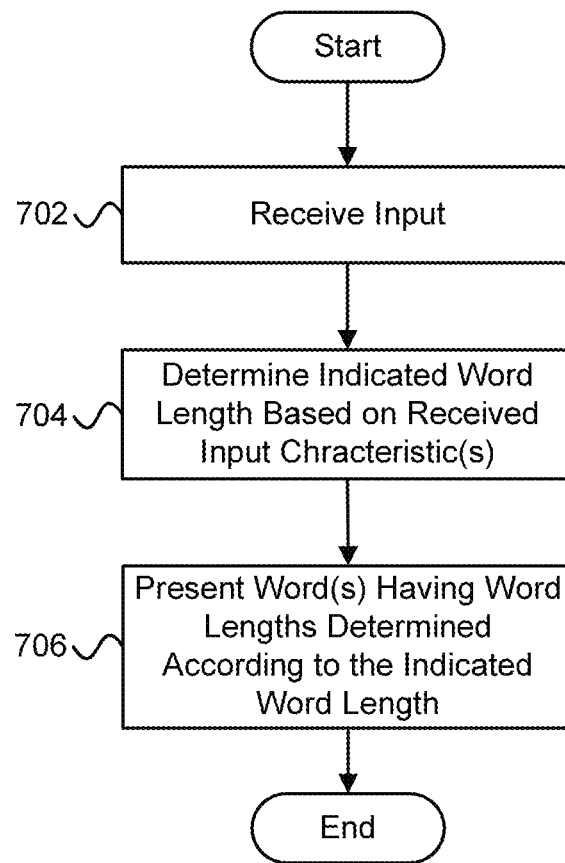 Start
702
Receive Input
704
Determine Indicated Word
Length Based on Received
Input Chracteristic(s)
706
Present Word(s) Having Word
Lengths Determined
According to the Indicated
Word Length
End